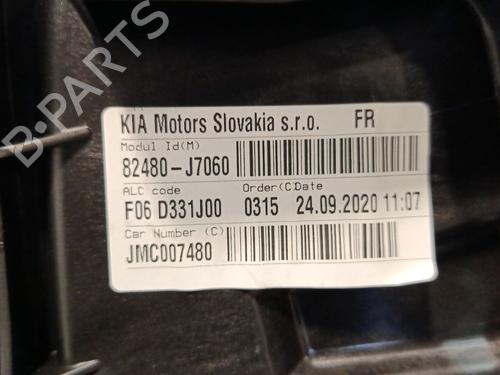 B-PARTS
KIA Motors Slovakia s.r.o. FR
Modul Id(M)
82480-J7060
ALC code Order(C)Date
F06 D331J00 0315 24.09.2020 11:07
Car Number (C)
JMC007480